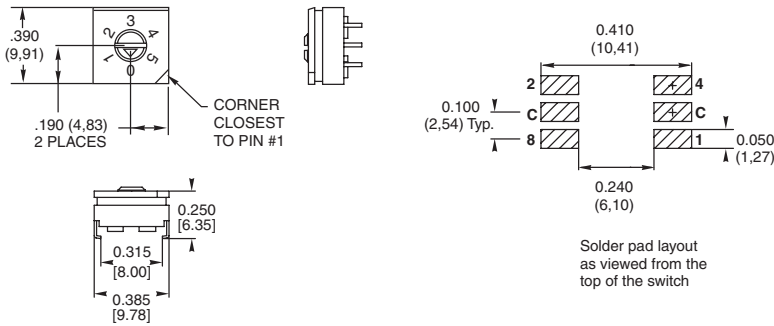 .390
(9,91)
0
1
2
3
4
5
.190 (4,83)
2 PLACES
CORNER
CLOSEST
TO PIN #1
0.250
[6.35]
0.315
[8.00]
0.385
[9.78]
0.410
(10,41)
2
4
0.100
(2,54) Typ.
C
C
8
1
0.050
(1,27)
0.240
(6,10)
Solder pad layout
as viewed from the
top of the switch